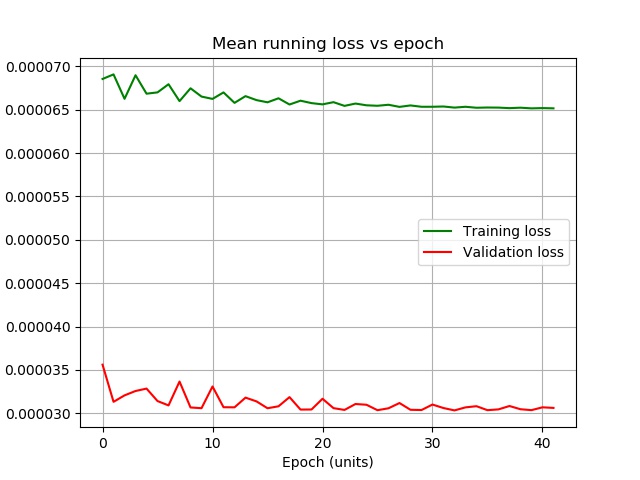 Mean running loss vs epoch
0.000070
0.000065
0.000060
0.000055
0.000050
0.000045
0.000040
0.000035
0.000030
Training loss
Validation loss
0 10 20 30 40
Epoch (units)